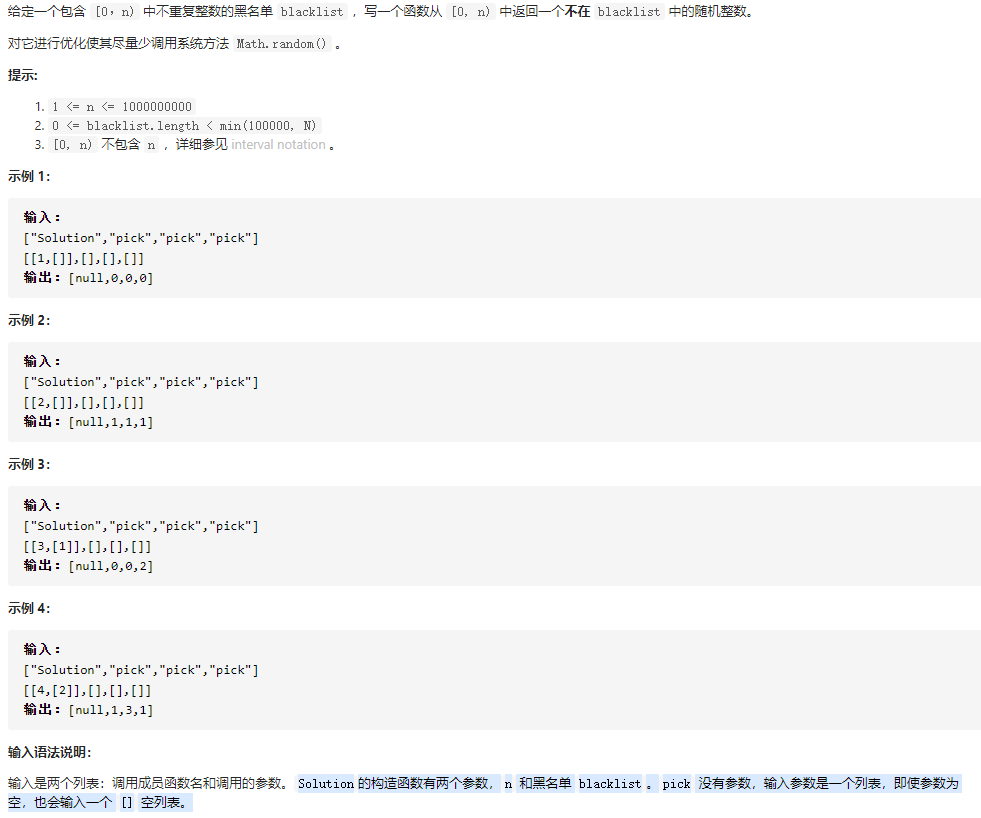 给定一个包含 [0，n) 中不重复整数的黑名单 blacklist ，写一个函数从 [0, n) 中返回一个不在 blacklist 中的随机整数。
对它进行优化使其尽量少调用系统方法 Math.random() 。
提示:
1. 1 <= n <= 1000000000
2. 0 <= blacklist.length < min(100000, N)
3. [0, n) 不包含 n ，详细参见 interval notation 。
示例 1：
输入：
["Solution","pick","pick","pick"]
[[1,[]],[],[],[]]
输出：[null,0,0,0]
示例 2：
输入：
["Solution","pick","pick","pick"]
[[2,[]],[],[],[]]
输出：[null,1,1,1]
示例 3：
输入：
["Solution","pick","pick","pick"]
[[3,[1]],[],[],[]]
输出：[null,0,0,2]
示例 4：
输入：
["Solution","pick","pick","pick"]
[[4,[2]],[],[],[]]
输出：[null,1,3,1]
输入语法说明：
输入是两个列表：调用成员函数名和调用的参数。Solution的构造函数有两个参数，n 和黑名单 blacklist。pick 没有参数，输入参数是一个列表，即使参数为
空，也会输入一个 [] 空列表。